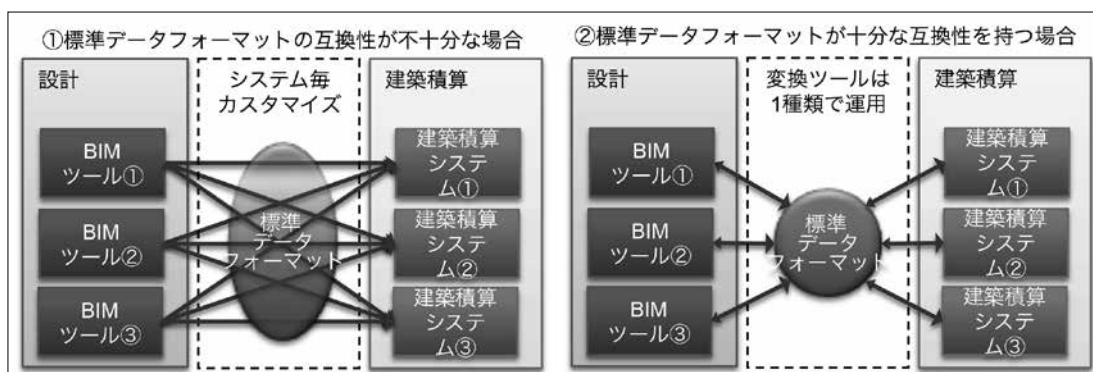 ①標準データフォーマットの互換性が不十分な場合
設計
システム毎
カスタマイズ
建築積算
BIM
ツール①
BIM
ツール②
BIM
ツール③
標準
データ
フォーマット
建築積算
システ
ム①
建築積算
システ
ム②
建築積算
システ
ム③
②標準データフォーマットが十分な互換性を持つ場合
設計
変換ツールは
1種類で運用
建築積算
BIM
ツール①
BIM
ツール②
BIM
ツール③
標準
データ
フォーマット
建築積算
システ
ム①
建築積算
システ
ム②
建築積算
システ
ム③